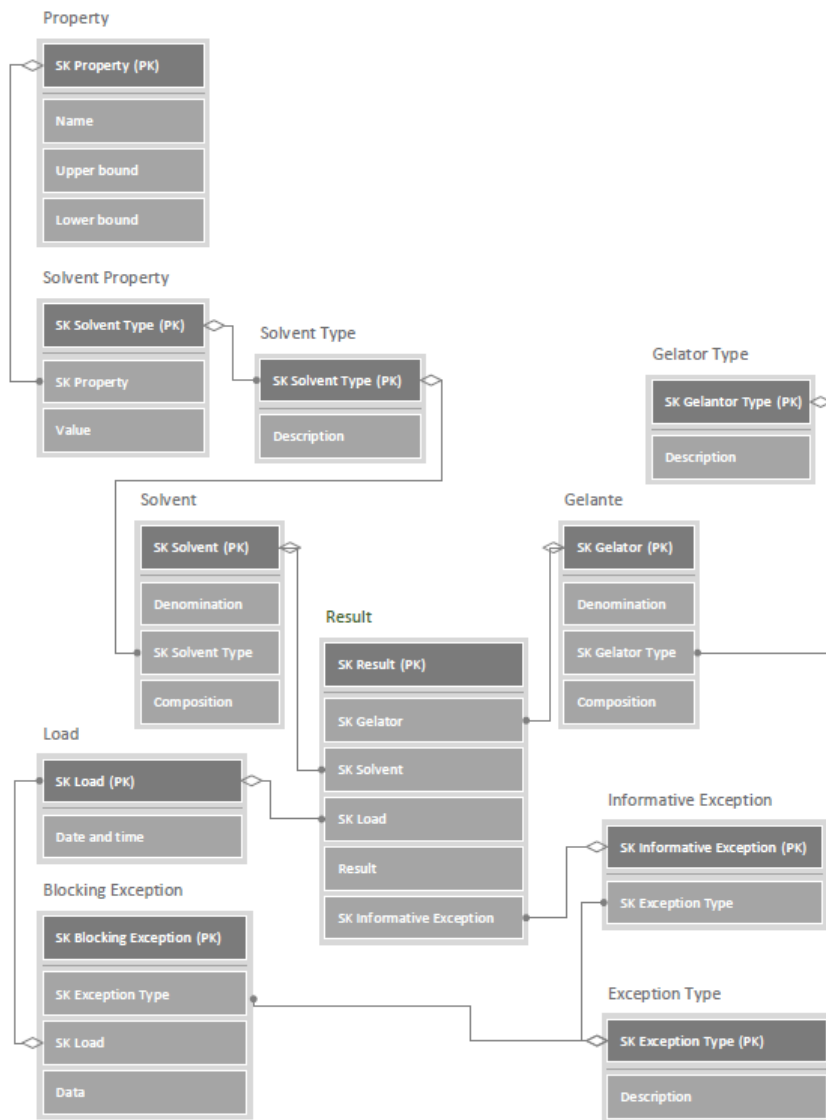 Property
SK Property (PK)
Name
Upper bound
Lower bound
Solvent Property
SK Solvent Type (PK)
SK Property
Value
Solvent Type
SK Solvent Type (PK)
Description
Gelator Type
SK Gelantor Type (PK)
Description
Solvent
SK Solvent (PK)
Denomination
SK Solvent Type
Composition
Gelante
SK Gelator (PK)
Denomination
SK Gelator Type
Composition
Result
SK Result (PK)
SK Gelator
SK Solvent
SK Load
Result
SK Informative Exception
Load
SK Load (PK)
Date and time
Blocking Exception
SK Blocking Exception (PK)
SK Exception Type
SK Load
Data
Informative Exception
SK Informative Exception (PK)
SK Exception Type
Exception Type
SK Exception Type (PK)
Description